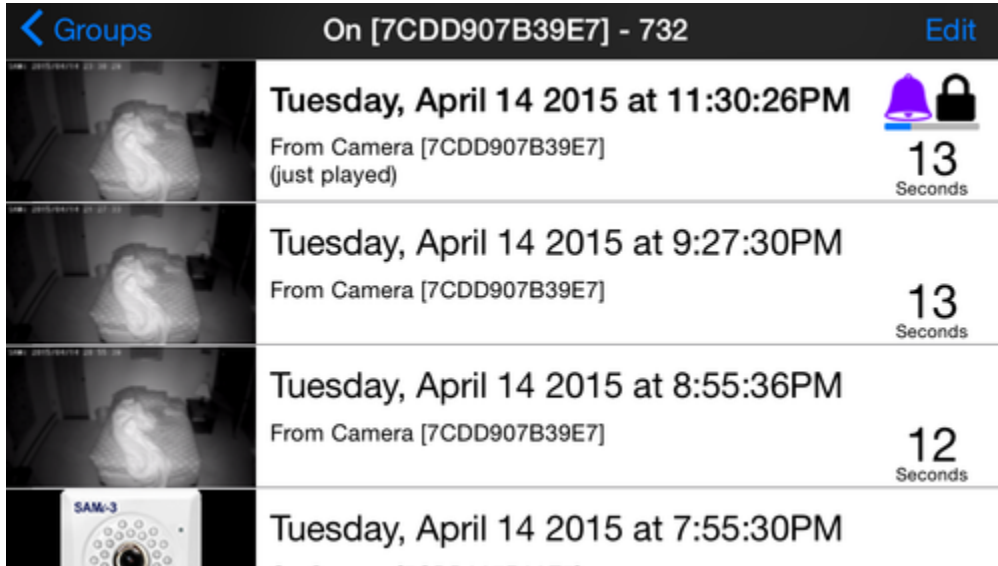 Groups
On [7CDD907B39E7] - 732
Edit
Tuesday, April 14 2015 at 11:30:26PM
From Camera [7CDD907B39E7]
(just played)
13
Seconds
Tuesday, April 14 2015 at 9:27:30PM
From Camera [7CDD907B39E7]
13
Seconds
Tuesday, April 14 2015 at 8:55:36PM
From Camera [7CDD907B39E7]
12
Seconds
SAMi-3
Tuesday, April 14 2015 at 7:55:30PM